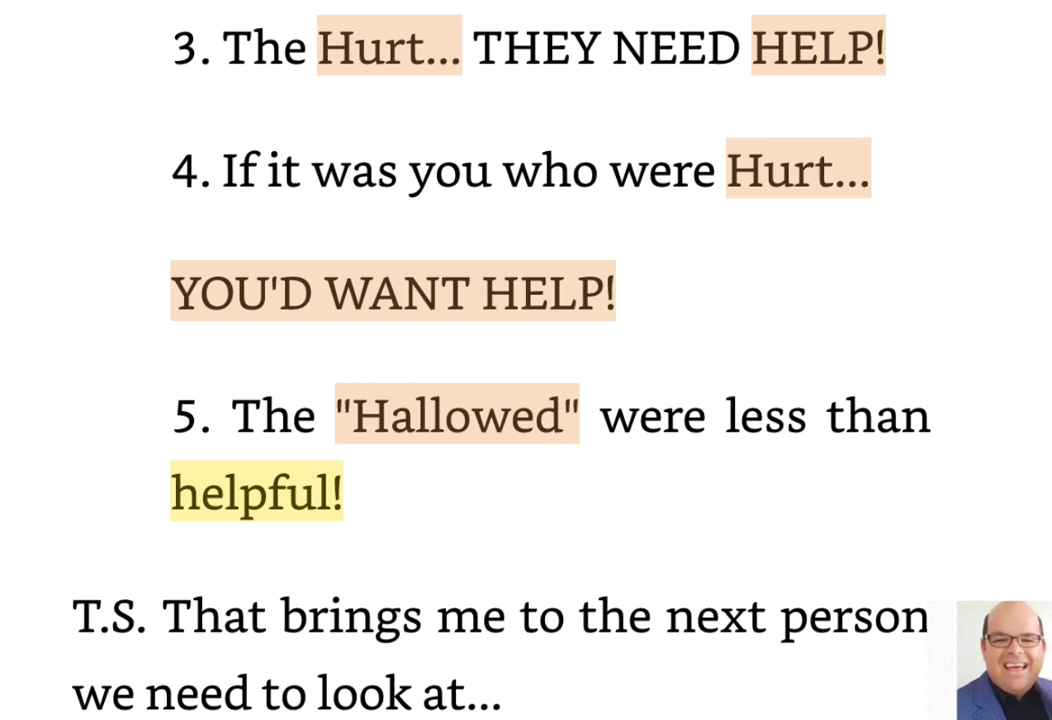 3. The Hurt... THEY NEED HELP!
4. If it was you who were Hurt...
YOU'D WANT HELP!
5. The "Hallowed" were less than
helpful!
T.S. That brings me to the next person
we need to look at...